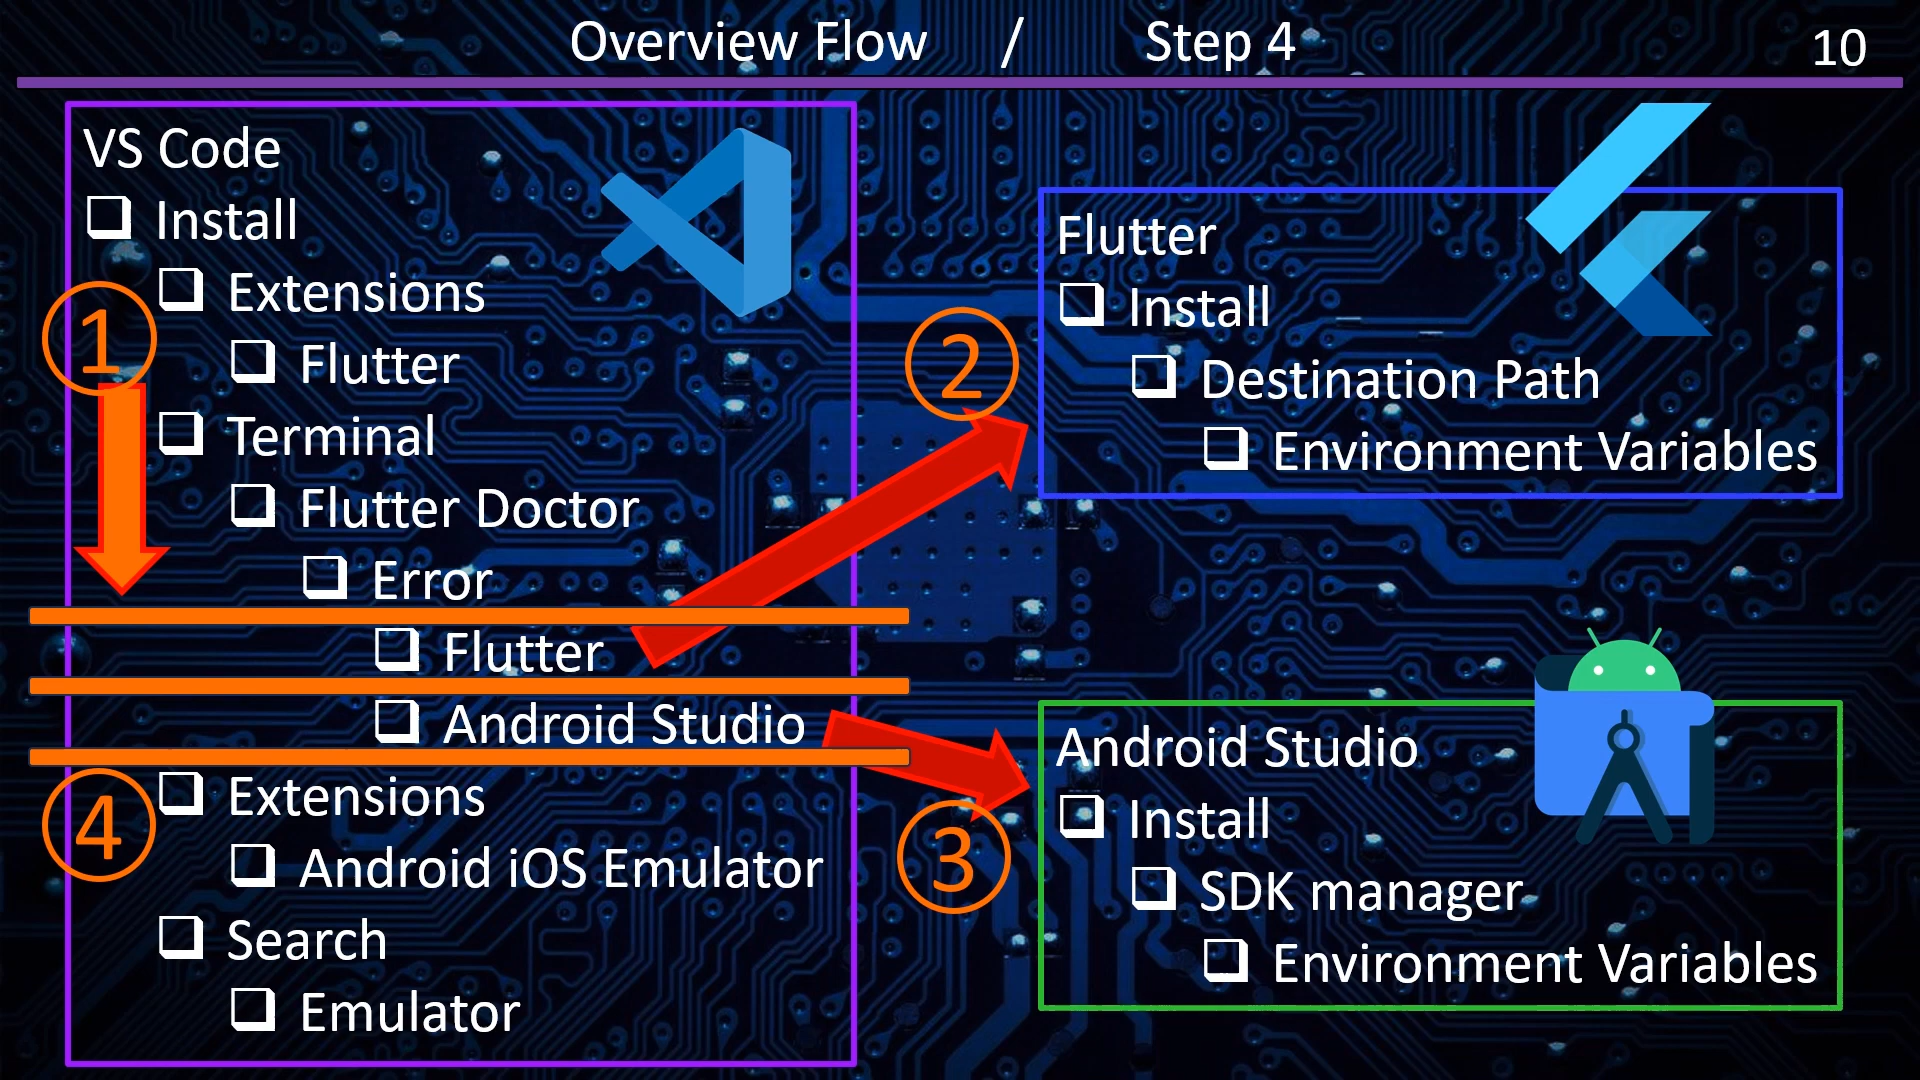 Overview Flow / Step 4
10
VS Code
❑ Install
❑ Extensions
❑ Flutter
❑ Terminal
❑ Flutter Doctor
❑ Error
❑ Flutter
❑ Android Studio
❑ Extensions
❑ Android iOS Emulator
❑ Search
❑ Emulator
1
4
2
Flutter
❑ Install
❑ Destination Path
❑ Environment Variables
3
Android Studio
❑ Install
❑ SDK manager
❑ Environment Variables